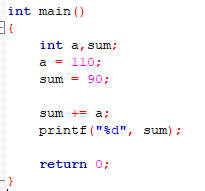 int main()
{
int a,sum;
a = 110;
sum = 90;
sum += a;
printf("%d", sum);
return 0;
}